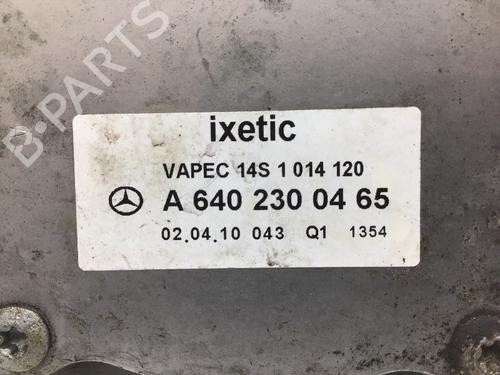 B-PARTS
ixetic
VAPEC 14S 1 014 120
A 640 230 04 65
02.04.10 043 Q1 1354